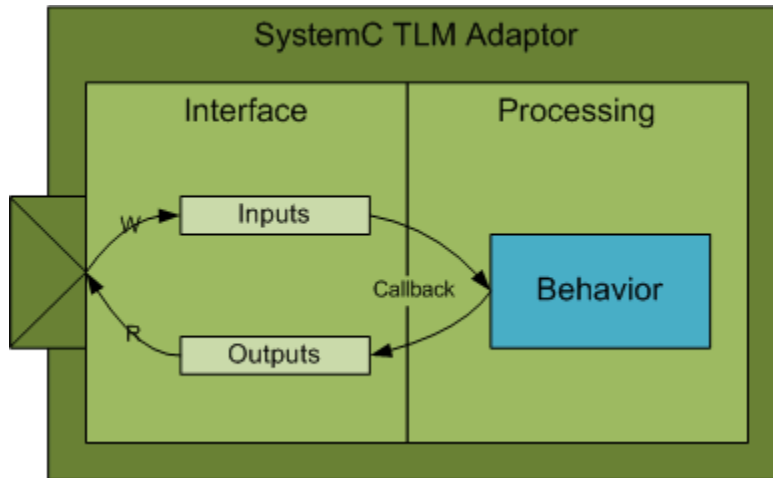 SystemC TLM Adaptor
Interface
Processing
W
Inputs
Callback
Behavior
R
Outputs